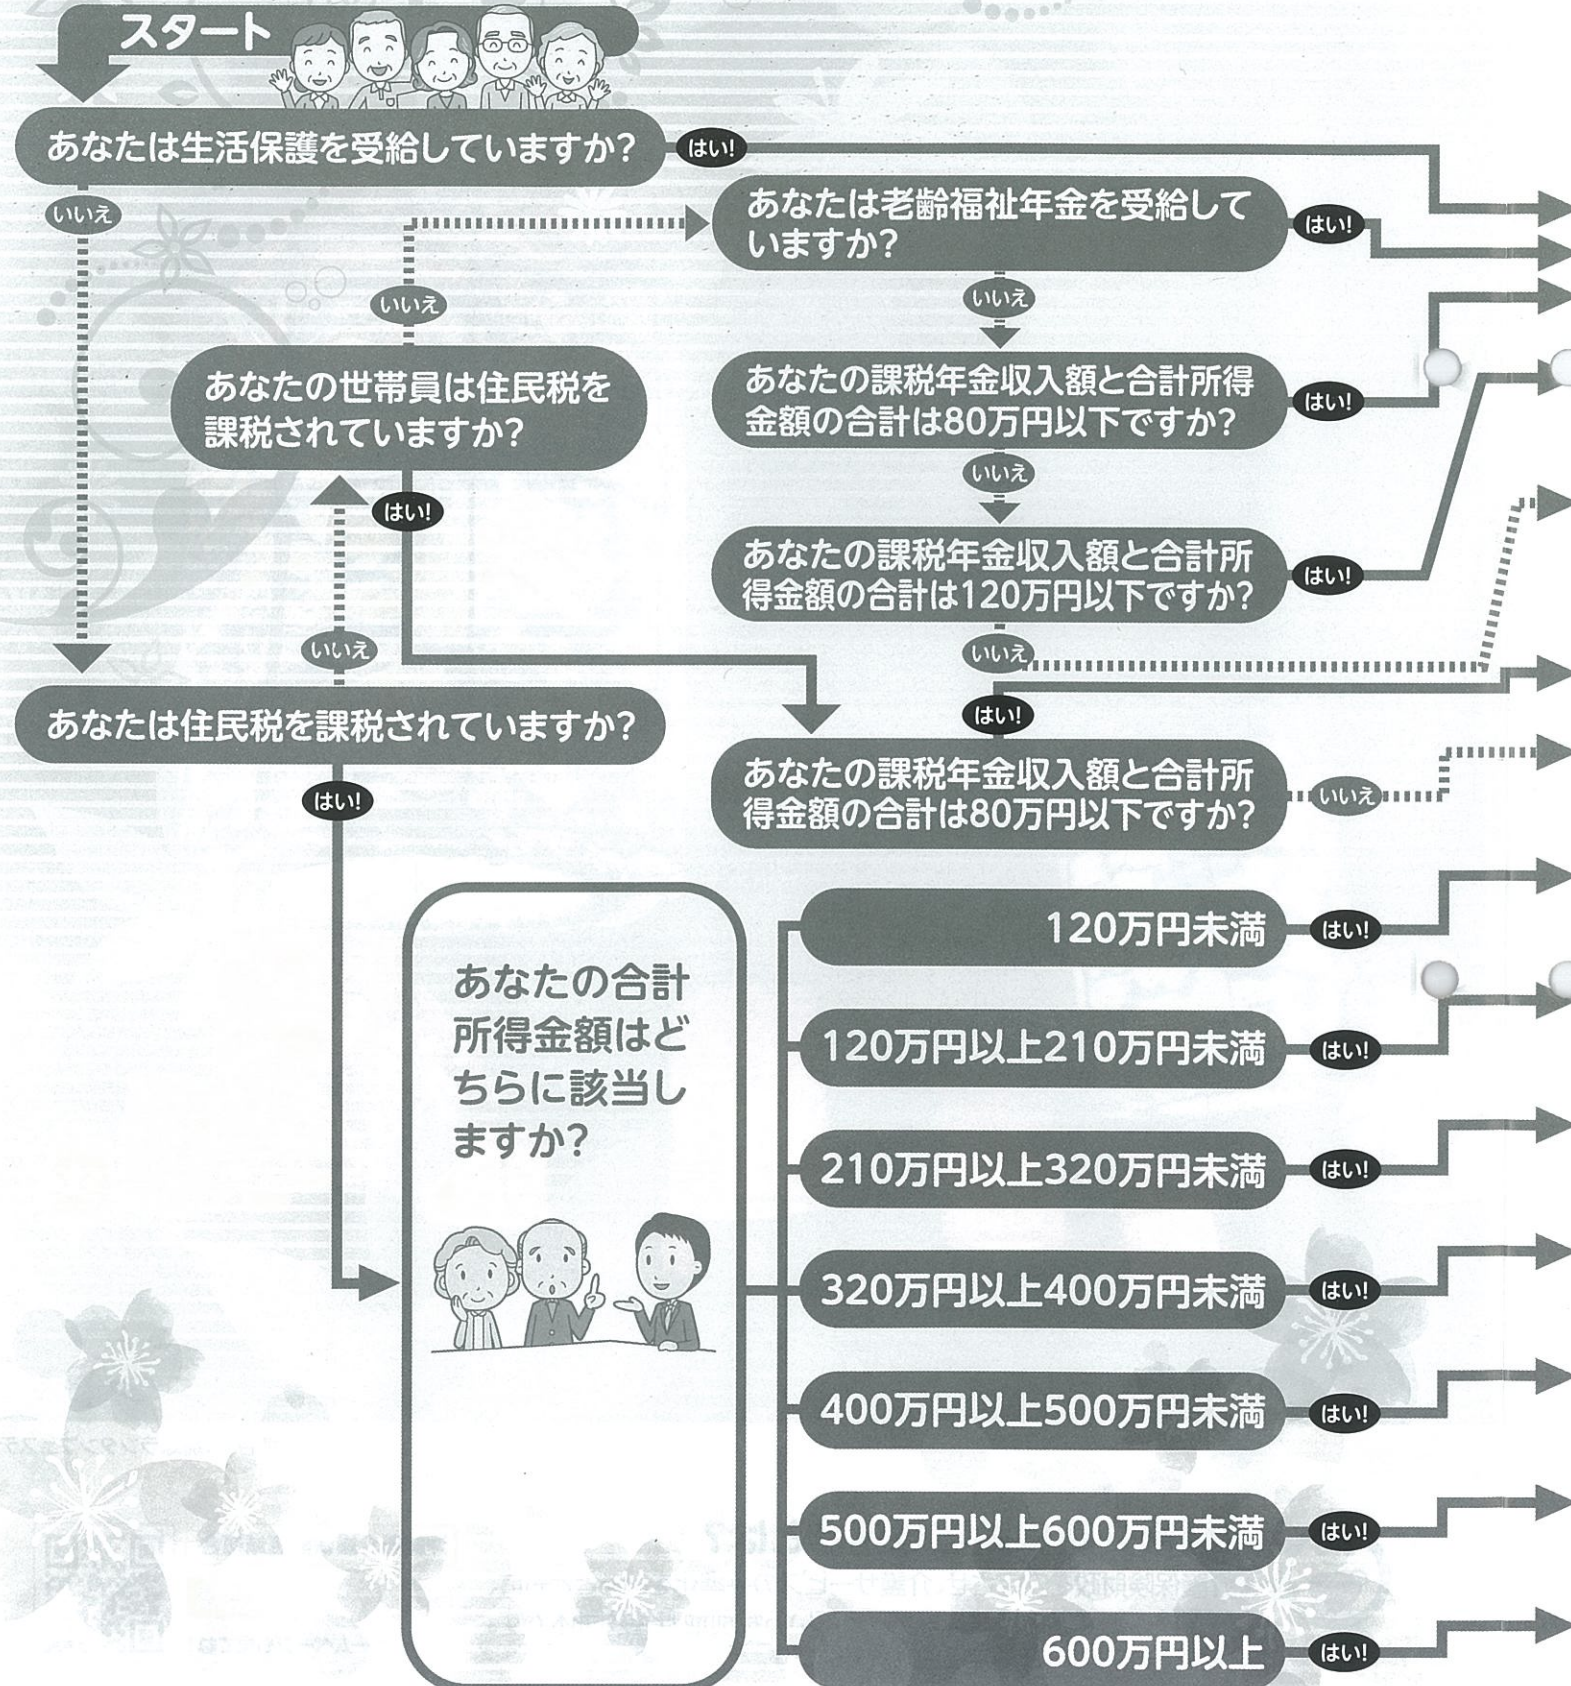 スタート
あなたは生活保護を受給していますか?
はい!
いいえ
あなたは老齢福祉年金を受給して
いますか?
はい!
いいえ
いいえ
あなたの世帯員は住民税を
課税されていますか?
はい!
あなたの課税年金収入額と合計所得
金額の合計は80万円以下ですか?
はい!
いいえ
あなたの課税年金収入額と合計所
得金額の合計は120万円以下ですか?
はい!
いいえ
いいえ
あなたは住民税を課税されていますか?
はい!
はい!
あなたの課税年金収入額と合計所
得金額の合計は80万円以下ですか?
いいえ
あなたの合計
所得金額はど
ちらに該当し
ますか?
120万円未満
はい!
120万円以上210万円未満
はい!
210万円以上320万円未満
はい!
320万円以上400万円未満
はい!
400万円以上500万円未満
はい!
500万円以上600万円未満
はい!
600万円以上
はい!